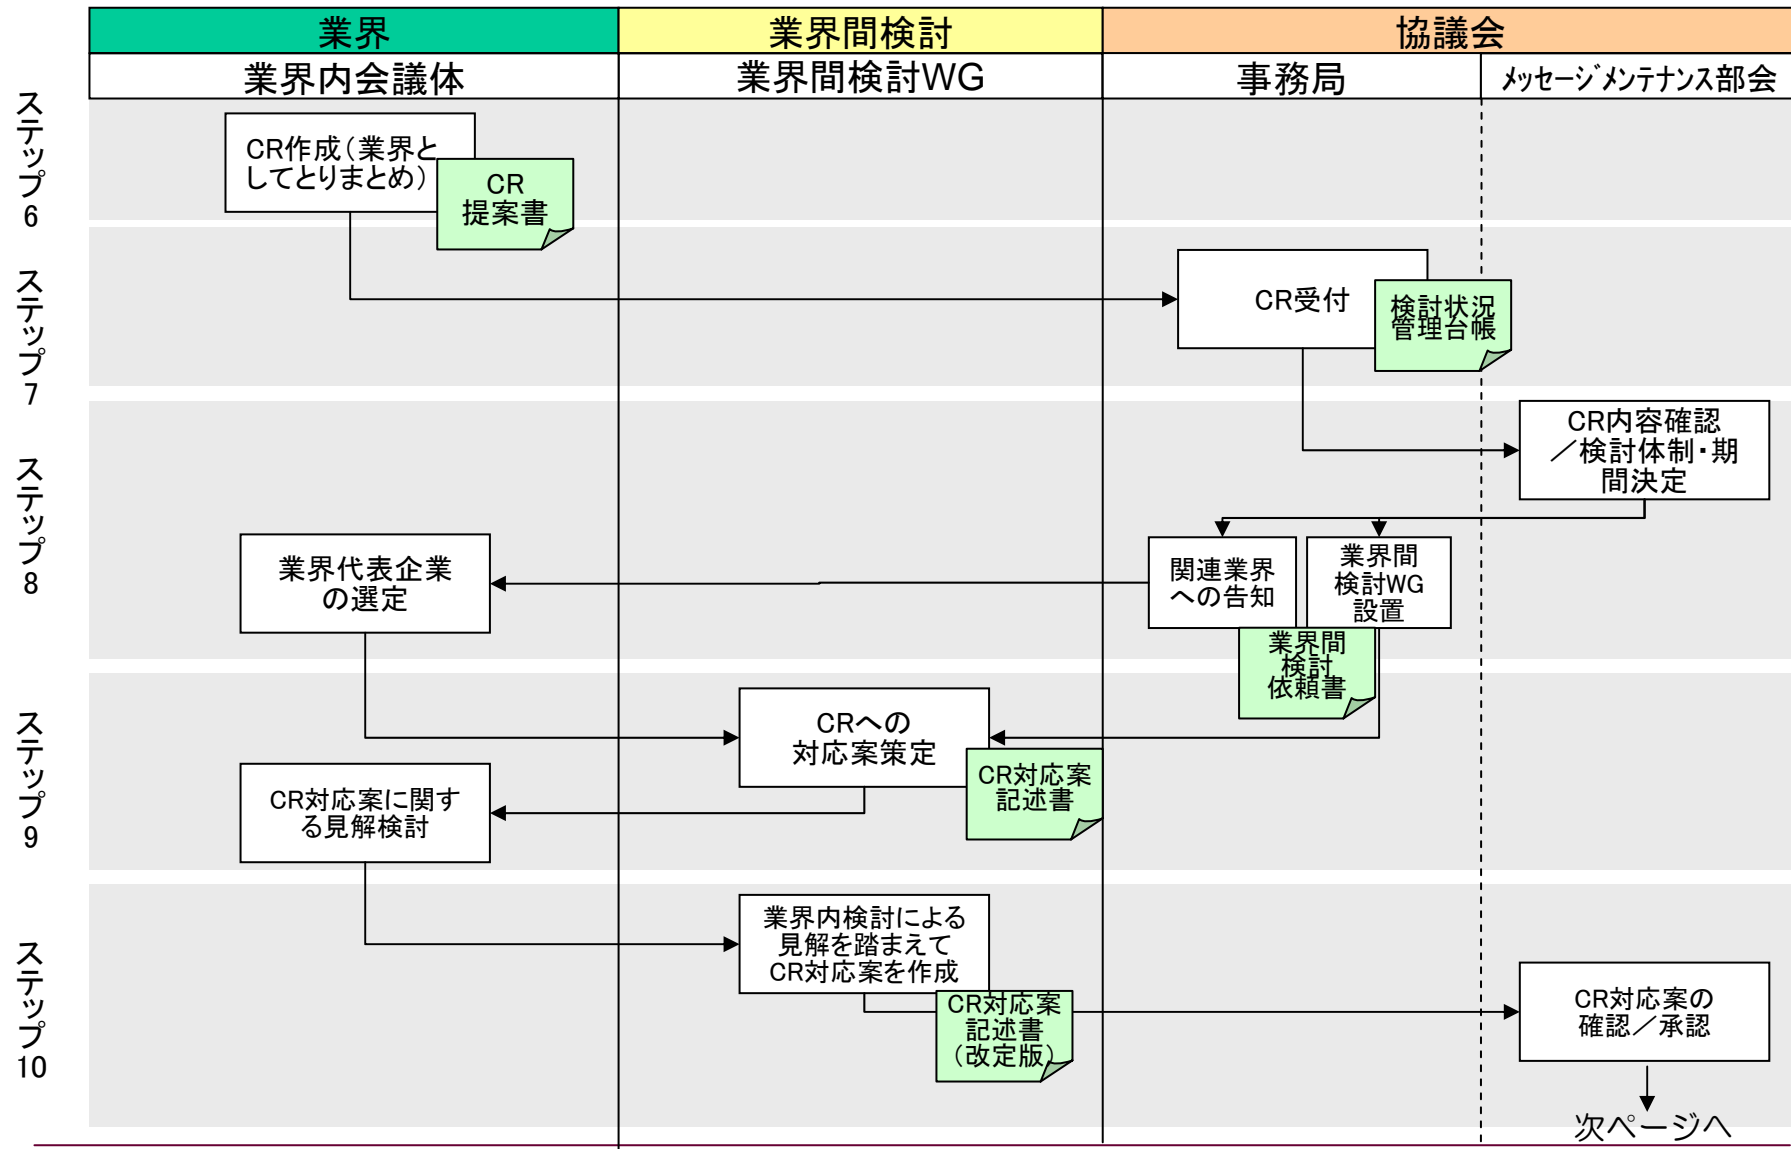 業界
業界間検討
協議会
業界内会議体
業界間検討WG
事務局
メッセージメンテナンス部会
ステップ6
CR作成（業界と
してとりまとめ）
CR
提案書
ステップ7
CR受付
検討状況
管理台帳
ステップ8
CR内容確認
／検討体制・期
間決定
業界代表企業
の選定
関連業界
への告知
業界間
検討WG
設置
業界間
検討
依頼書
ステップ9
CRへの
対応案策定
CR対応案
記述書
CR対応案に関す
る見解検討
ステップ10
業界内検討による
見解を踏まえて
CR対応案を作成
CR対応案
記述書
（改定版）
CR対応案の
確認／承認
次ページへ